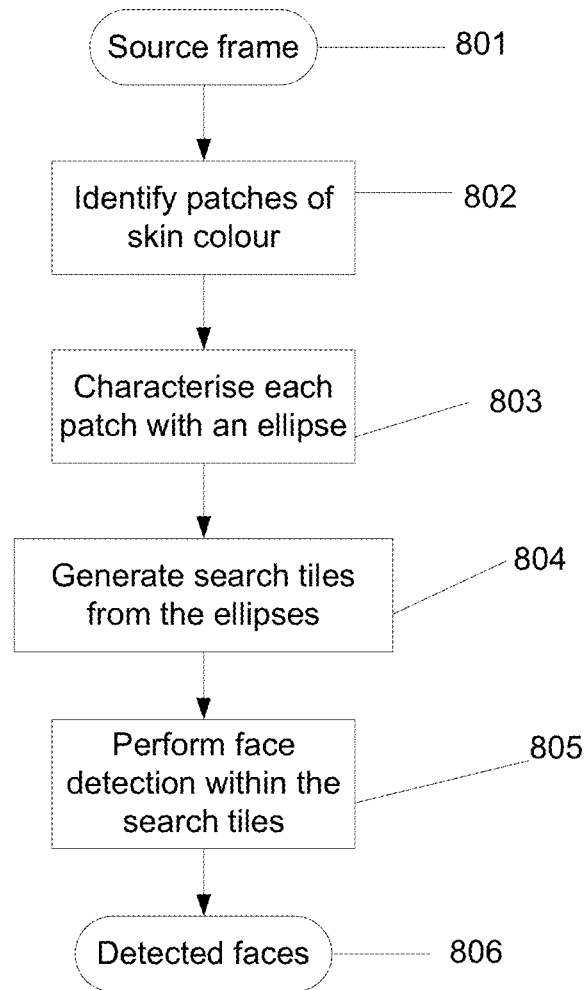 Source frame
801
Identify patches of
skin colour
802
Characterise each
patch with an ellipse
803
Generate search tiles
from the ellipses
804
Perform face
detection within the
search tiles
805
Detected faces
806